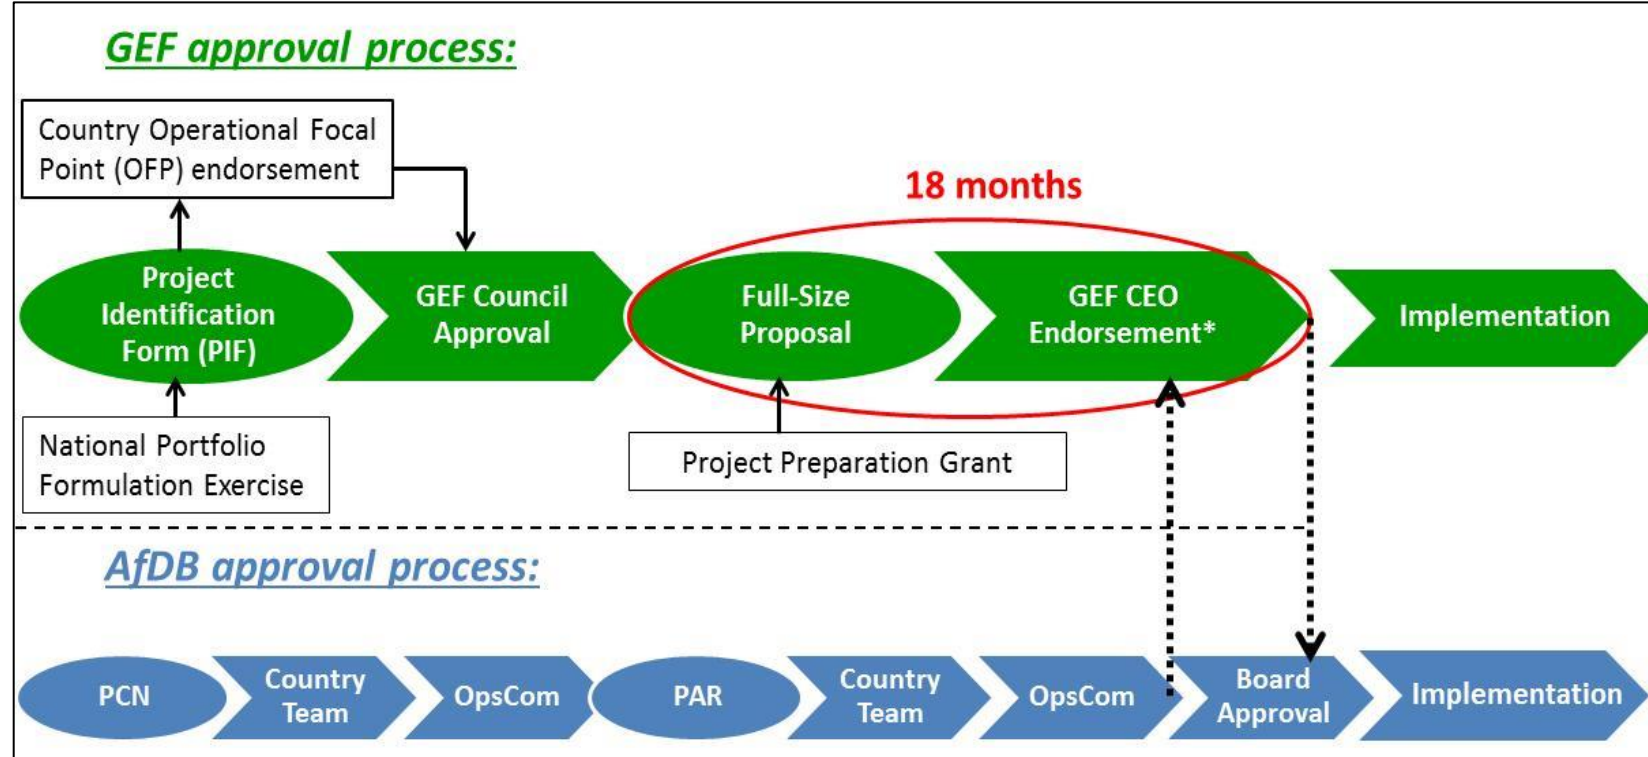 GEF approval process:
Country Operational Focal
Point (OFP) endorsement
18 months
Project
Identification
Form (PIF)
GEF Council
Approval
Full-Size
Proposal
GEF CEO
Endorsement*
Implementation
National Portfolio
Formulation Exercise
Project Preparation Grant
AfDB approval process:
PCN
Country
Team
OpsCom
PAR
Country
Team
OpsCom
Board
Approval
Implementation